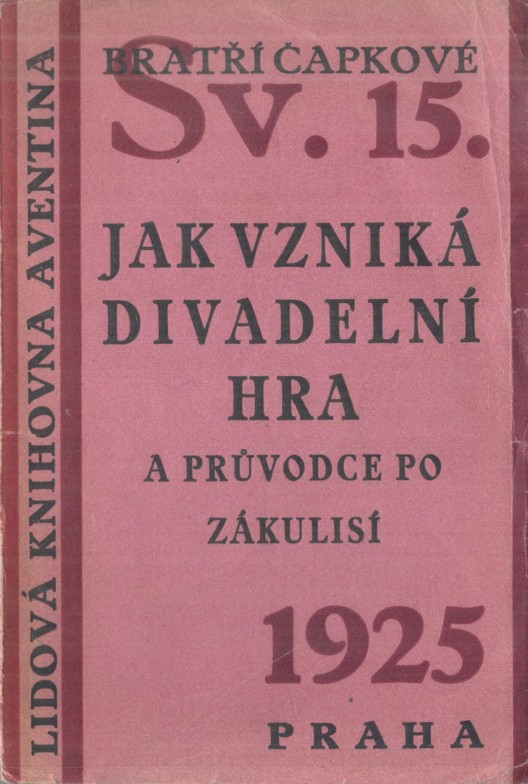 BRATŘÍ ČAPKOVÉ
Sv. 15.
JAK VZNIKÁ
DIVADELNÍ
HRA
A PRŮVODCE PO
ZÁKULISÍ
1925
PRAHA
LIDOVÁ KNIHOVNA AVENTINA